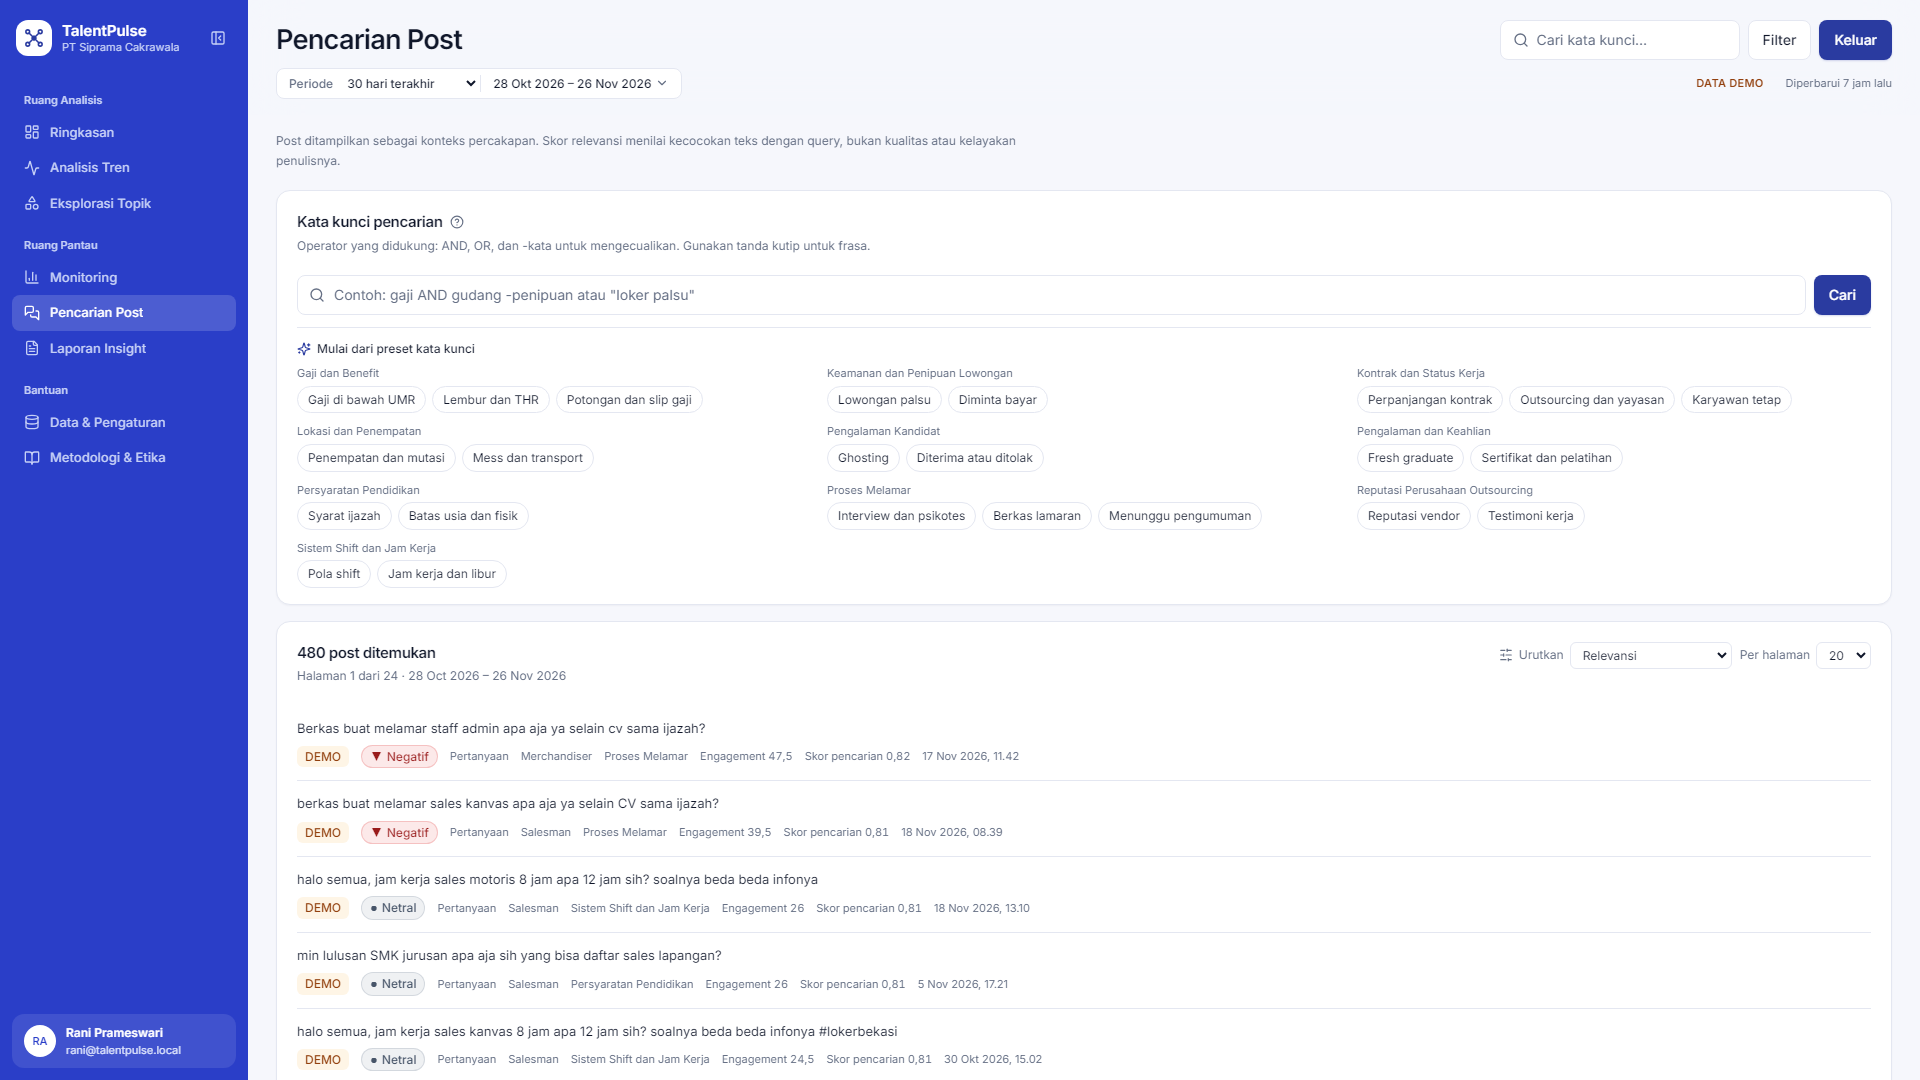 TalentPulse
PT Siprama Cakrawala
Ruang Analisis
Ringkasan
Analisis Tren
Eksplorasi Topik
Ruang Pantau
Monitoring
Pencarian Post
Laporan Insight
Bantuan
Data & Pengaturan
Metodologi & Etika
RA
Rani Prameswari
rani@talentpulse.local
Pencarian Post
Cari kata kunci...
Filter
Keluar
Periode 30 hari terakhir 28 Okt 2026 – 26 Nov 2026
DATA DEMO Diperbarui 7 jam lalu
Post ditampilkan sebagai konteks percakapan. Skor relevansi menilai kecocokan teks dengan query, bukan kualitas atau kelayakan
penulisnya.
Kata kunci pencarian
Operator yang didukung: AND, OR, dan -kata untuk mengecualikan. Gunakan tanda kutip untuk frasa.
Contoh: gaji AND gudang -penipuan atau "loker palsu"
Cari
Mulai dari preset kata kunci
Gaji dan Benefit
Gaji di bawah UMR Lembur dan THR Potongan dan slip gaji
Keamanan dan Penipuan Lowongan
Lowongan palsu Diminta bayar
Kontrak dan Status Kerja
Perpanjangan kontrak Outsourcing dan yayasan Karyawan tetap
Lokasi dan Penempatan
Penempatan dan mutasi Mess dan transport
Pengalaman Kandidat
Ghosting Diterima atau ditolak
Pengalaman dan Keahlian
Fresh graduate Sertifikat dan pelatihan
Persyaratan Pendidikan
Syarat ijazah Batas usia dan fisik
Proses Melamar
Interview dan psikotes Berkas lamaran Menunggu pengumuman
Reputasi Perusahaan Outsourcing
Reputasi vendor Testimoni kerja
Sistem Shift dan Jam Kerja
Pola shift Jam kerja dan libur
480 post ditemukan
Halaman 1 dari 24 · 28 Oct 2026 – 26 Nov 2026
Urutkan Relevansi Per halaman 20
Berkas buat melamar staff admin apa aja ya selain cv sama ijazah?
DEMO ▼ Negatif Pertanyaan Merchandiser Proses Melamar Engagement 47,5 Skor pencarian 0,82 17 Nov 2026, 11.42
berkas buat melamar sales kanvas apa aja ya selain CV sama ijazah?
DEMO ▼ Negatif Pertanyaan Salesman Proses Melamar Engagement 39,5 Skor pencarian 0,81 18 Nov 2026, 08.39
halo semua, jam kerja sales motoris 8 jam apa 12 jam sih? soalnya beda beda infonya
DEMO ● Netral Pertanyaan Salesman Sistem Shift dan Jam Kerja Engagement 26 Skor pencarian 0,81 18 Nov 2026, 13.10
min lulusan SMK jurusan apa aja sih yang bisa daftar sales lapangan?
DEMO ● Netral Pertanyaan Salesman Persyaratan Pendidikan Engagement 26 Skor pencarian 0,81 5 Nov 2026, 17.21
halo semua, jam kerja sales kanvas 8 jam apa 12 jam sih? soalnya beda beda infonya #lokerbekasi
DEMO ● Netral Pertanyaan Salesman Sistem Shift dan Jam Kerja Engagement 24,5 Skor pencarian 0,81 30 Okt 2026, 15.02